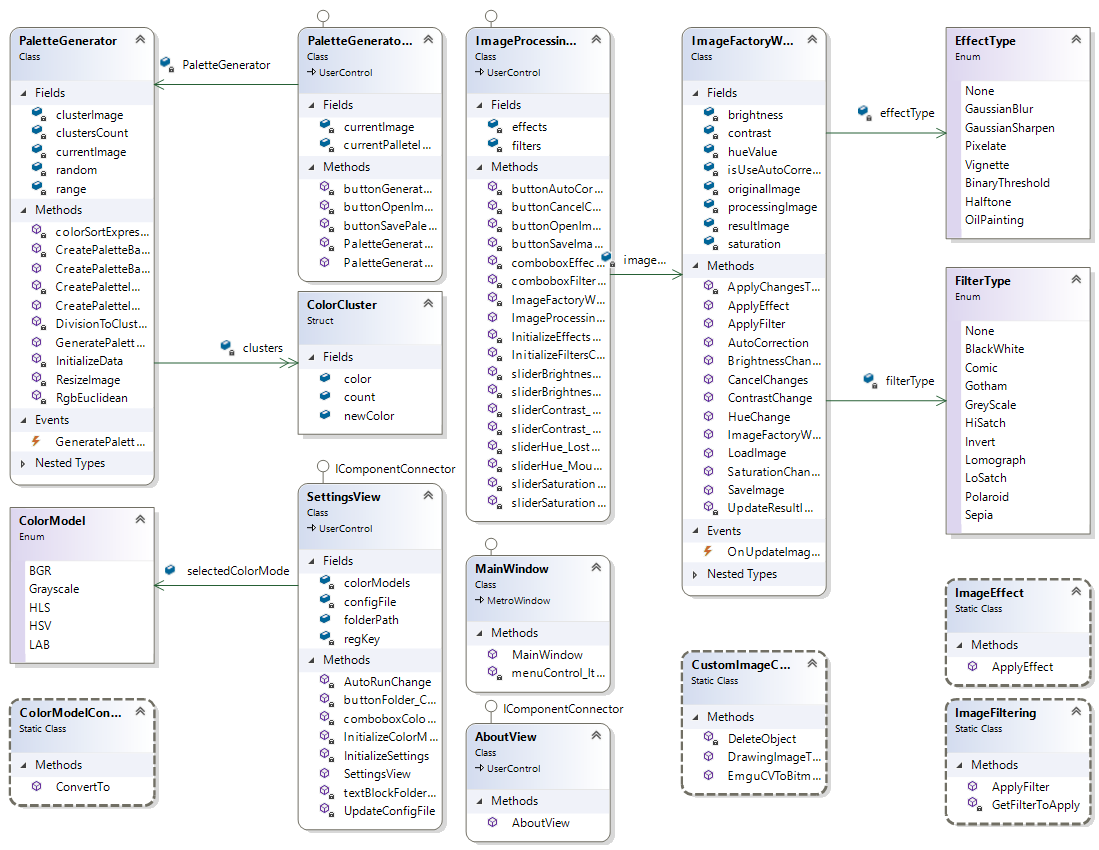 PaletteGenerator
Class
Fields
clusterImage
clustersCount
currentImage
random
range
Methods
colorSortExpres...
CreatePaletteBa...
CreatePaletteBa...
CreatePaletteI...
CreatePaletteI...
DivisionToClust...
GeneratePalett...
InitializeData
ResizeImage
RgbEuclidean
Events
GeneratePalett...
Nested Types
PaletteGenerator
clusters
PaletteGenerato...
Class
UserControl
Fields
currentImage
currentPalleteI...
Methods
buttonGenerat...
buttonOpenIm...
buttonSavePale...
PaletteGenerat...
PaletteGenerat...
ColorCluster
Struct
Fields
color
count
newColor
ImageProcessin...
Class
UserControl
Fields
effects
filters
Methods
buttonAutoCor...
buttonCancelC...
buttonOpenIm...
buttonSaveIma...
comboboxEffec...
comboboxFilter...
ImageFactoryW...
ImageProcessin...
InitializeEffects...
InitializeFiltersC...
sliderBrightnes...
sliderBrightnes...
sliderContrast_...
sliderContrast_...
sliderHue_Lost...
sliderHue_Mou...
sliderSaturation...
sliderSaturation...
image...
ImageFactoryW...
Class
Fields
brightness
contrast
hueValue
isUseAutoCorre...
originalImage
processingImage
resultImage
saturation
Methods
ApplyChangesT...
ApplyEffect
ApplyFilter
AutoCorrection
BrightnessChan...
CancelChanges
ContrastChange
HueChange
ImageFactoryW...
LoadImage
SaturationChan...
SaveImage
UpdateResultI...
Events
OnUpdateImag...
Nested Types
effectType
filterType
EffectType
Enum
None
GaussianBlur
GaussianSharpen
Pixelate
Vignette
BinaryThreshold
Halftone
OilPainting
FilterType
Enum
None
BlackWhite
Comic
Gotham
GreyScale
HiSatch
Invert
Lomograph
LoSatch
Polaroid
Sepia
ColorModel
Enum
BGR
Grayscale
HLS
HSV
LAB
selectedColorMode
ColorModelCon...
Static Class
Methods
ConvertTo
IComponentConnector
SettingsView
Class
UserControl
Fields
colorModels
configFile
folderPath
regKey
Methods
AutoRunChange
buttonFolder_C...
comboboxColo...
InitializeColorM...
InitializeSettings
SettingsView
textBlockFolder...
UpdateConfigFile
MainWindow
Class
MetroWindow
Methods
MainWindow
menuControl_It...
IComponentConnector
AboutView
Class
UserControl
Methods
AboutView
CustomImageC...
Static Class
Methods
DeleteObject
DrawingImageT...
EmguCVToBitm...
ImageEffect
Static Class
Methods
ApplyEffect
ImageFiltering
Static Class
Methods
ApplyFilter
GetFilterToApply